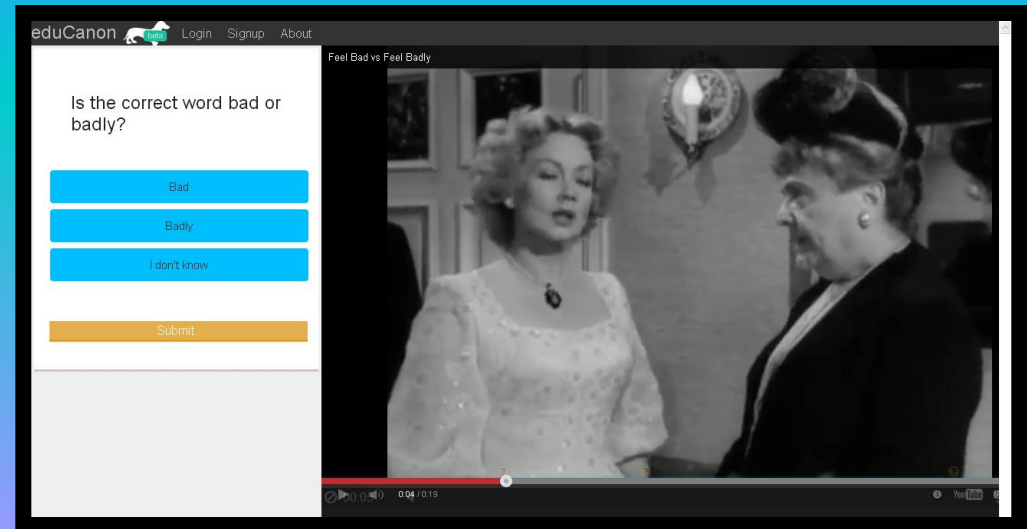 eduCanon beta Login Signup About
Feel Bad vs Feel Badly
Is the correct word bad or
badly?
Bad
Badly
I don't know
Submit
0:04 / 0:19
YouTube